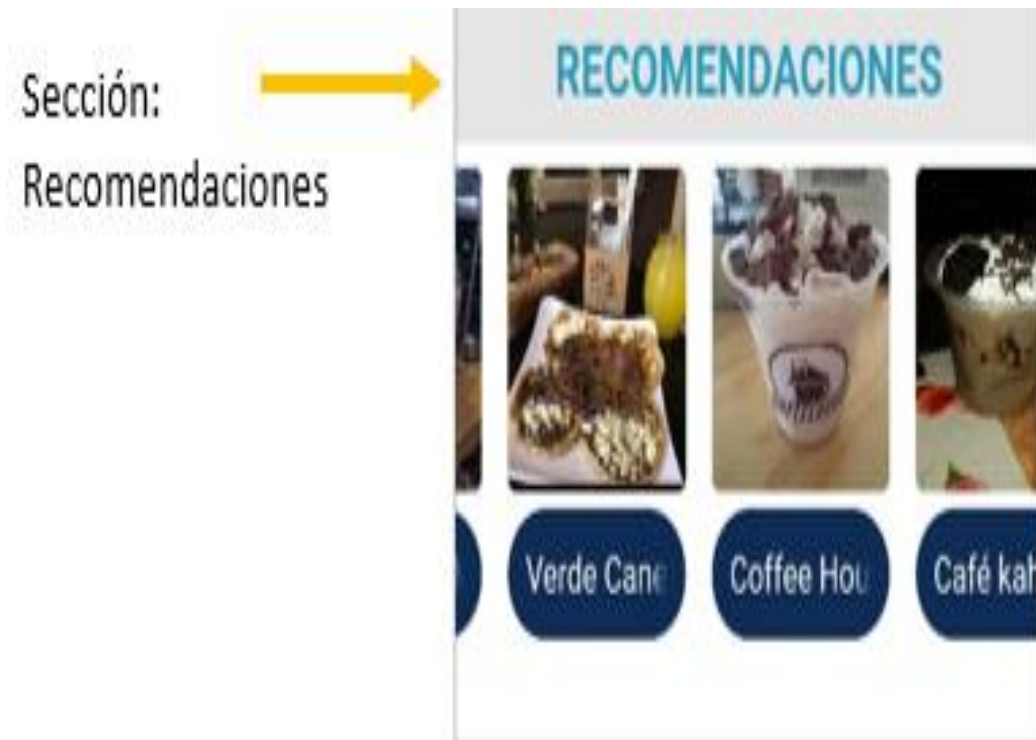 Sección:
Recomendaciones
RECOMENDACIONES
Verde Cane
Coffee Hou
Café kah